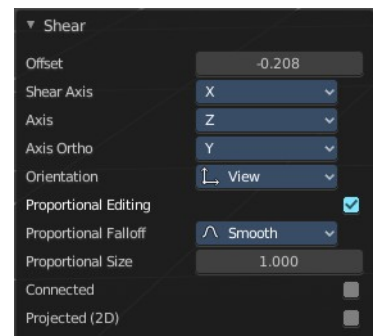 Shear
Offset -0.208
Shear Axis X
Axis Z
Axis Ortho Y
Orientation View
Proportional Editing
Proportional Falloff Smooth
Proportional Size 1.000
Connected
Projected (2D)